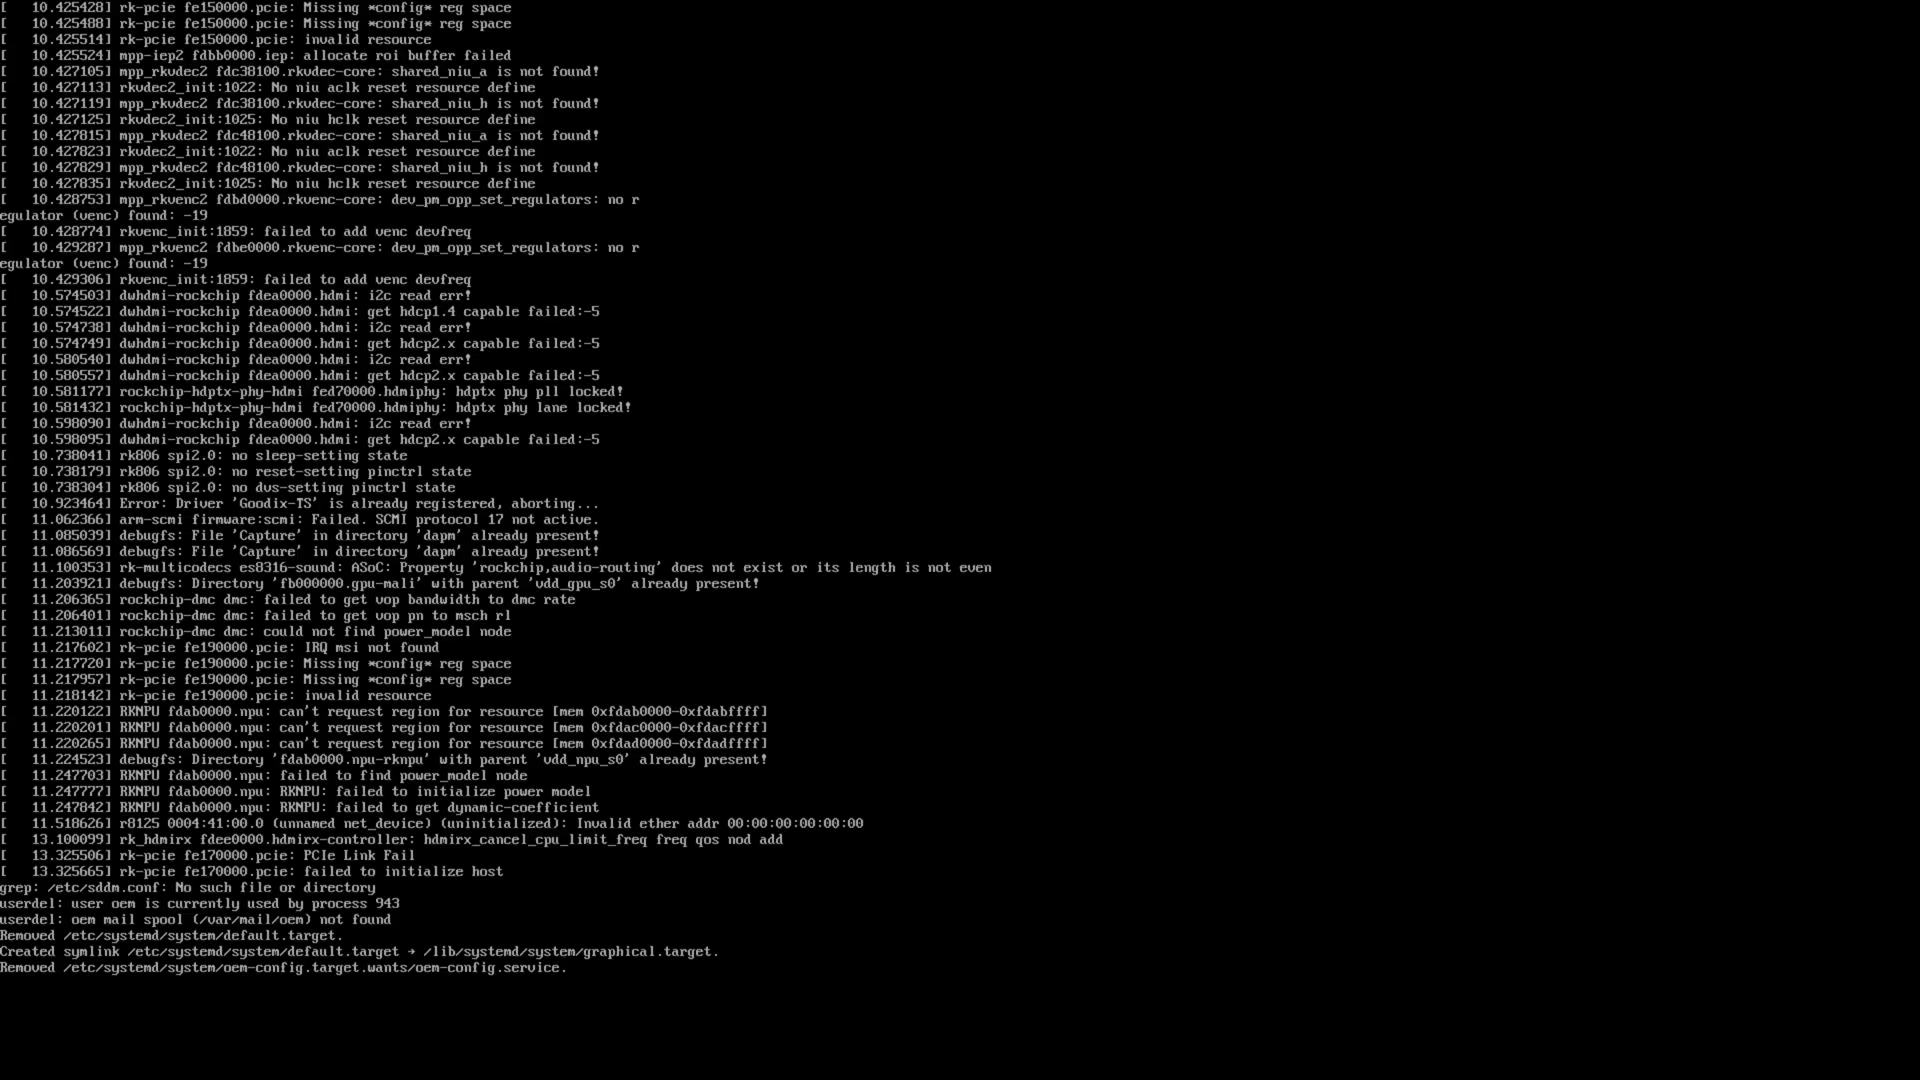 [   10.425428] rk-pcie fe150000.pcie: Missing *config* reg space
[   10.425488] rk-pcie fe150000.pcie: Missing *config* reg space
[   10.425514] rk-pcie fe150000.pcie: invalid resource
[   10.425524] mpp-iep2 fdbb0000.iep: allocate roi buffer failed
[   10.427105] mpp_rkvdec2 fdc38100.rkvdec-core: shared_niu_a is not found!
[   10.427113] rkvdec2_init:1022: No niu aclk reset resource define
[   10.427119] mpp_rkvdec2 fdc38100.rkvdec-core: shared_niu_h is not found!
[   10.427125] rkvdec2_init:1025: No niu hclk reset resource define
[   10.427815] mpp_rkvdec2 fdc48100.rkvdec-core: shared_niu_a is not found!
[   10.427823] rkvdec2_init:1022: No niu aclk reset resource define
[   10.427829] mpp_rkvdec2 fdc48100.rkvdec-core: shared_niu_h is not found!
[   10.427835] rkvdec2_init:1025: No niu hclk reset resource define
[   10.428753] mpp_rkvenc2 fdbd0000.rkvenc-core: dev_pm_opp_set_regulators: no r
egulator (venc) found: -19
[   10.428774] rkvenc_init:1859: failed to add venc devfreq
[   10.429287] mpp_rkvenc2 fdbe0000.rkvenc-core: dev_pm_opp_set_regulators: no r
egulator (venc) found: -19
[   10.429306] rkvenc_init:1859: failed to add venc devfreq
[   10.574503] dwhdmi-rockchip fdea0000.hdmi: i2c read err!
[   10.574522] dwhdmi-rockchip fdea0000.hdmi: get hdcp1.4 capable failed:-5
[   10.574738] dwhdmi-rockchip fdea0000.hdmi: i2c read err!
[   10.574749] dwhdmi-rockchip fdea0000.hdmi: get hdcp2.x capable failed:-5
[   10.580540] dwhdmi-rockchip fdea0000.hdmi: i2c read err!
[   10.580557] dwhdmi-rockchip fdea0000.hdmi: get hdcp2.x capable failed:-5
[   10.581177] rockchip-hdptx-phy-hdmi fed70000.hdmiphy: hdptx phy pll locked!
[   10.581432] rockchip-hdptx-phy-hdmi fed70000.hdmiphy: hdptx phy lane locked!
[   10.598090] dwhdmi-rockchip fdea0000.hdmi: i2c read err!
[   10.598095] dwhdmi-rockchip fdea0000.hdmi: get hdcp2.x capable failed:-5
[   10.738041] rk806 spi2.0: no sleep-setting state
[   10.738179] rk806 spi2.0: no reset-setting pinctrl state
[   10.738304] rk806 spi2.0: no dvs-setting pinctrl state
[   10.923464] Error: Driver 'Goodix-TS' is already registered, aborting...
[   11.062366] arm-scmi firmware:scmi: Failed. SCMI protocol 17 not active.
[   11.085039] debugfs: File 'Capture' in directory 'dapm' already present!
[   11.086569] debugfs: File 'Capture' in directory 'dapm' already present!
[   11.100353] rk-multicodecs es8316-sound: ASoC: Property 'rockchip,audio-routing' does not exist or its length is not even
[   11.203921] debugfs: Directory 'fb000000.gpu-mali' with parent 'vdd_gpu_s0' already present!
[   11.206365] rockchip-dmc dmc: failed to get vop bandwidth to dmc rate
[   11.206401] rockchip-dmc dmc: failed to get vop pn to msch rl
[   11.213011] rockchip-dmc dmc: could not find power_model node
[   11.217602] rk-pcie fe190000.pcie: IRQ msi not found
[   11.217720] rk-pcie fe190000.pcie: Missing *config* reg space
[   11.217957] rk-pcie fe190000.pcie: Missing *config* reg space
[   11.218142] rk-pcie fe190000.pcie: invalid resource
[   11.220122] RKNPU fdab0000.npu: can't request region for resource [mem 0xfdab0000-0xfdabffff]
[   11.220201] RKNPU fdab0000.npu: can't request region for resource [mem 0xfdac0000-0xfdacffff]
[   11.220265] RKNPU fdab0000.npu: can't request region for resource [mem 0xfdad0000-0xfdadffff]
[   11.224523] debugfs: Directory 'fdab0000.npu-rknpu' with parent 'vdd_npu_s0' already present!
[   11.247703] RKNPU fdab0000.npu: failed to find power_model node
[   11.247777] RKNPU fdab0000.npu: RKNPU: failed to initialize power model
[   11.247842] RKNPU fdab0000.npu: RKNPU: failed to get dynamic-coefficient
[   11.518626] r8125 0004:41:00.0 (unnamed net_device) (uninitialized): Invalid ether addr 00:00:00:00:00:00
[   13.100099] rk_hdmirx fdee0000.hdmirx-controller: hdmirx_cancel_cpu_limit_freq freq qos nod add
[   13.325506] rk-pcie fe170000.pcie: PCIe Link Fail
[   13.325665] rk-pcie fe170000.pcie: failed to initialize host
grep: /etc/sddm.conf: No such file or directory
userdel: user oem is currently used by process 943
userdel: oem mail spool (/var/mail/oem) not found
Removed /etc/systemd/system/default.target.
Created symlink /etc/systemd/system/default.target → /lib/systemd/system/graphical.target.
Removed /etc/systemd/system/oem-config.target.wants/oem-config.service.